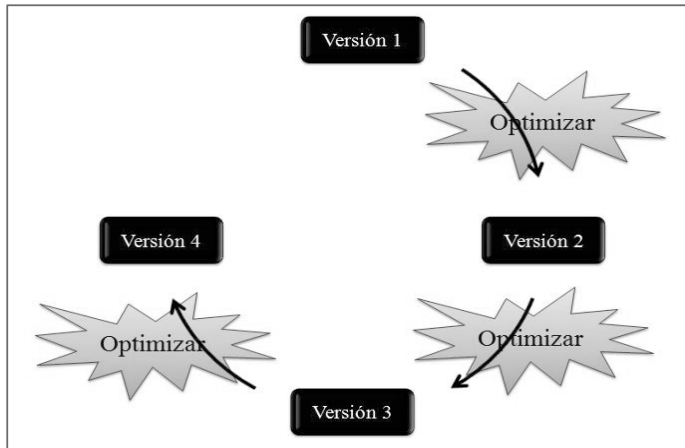 Versión 1
Optimizar
Versión 4
Versión 2
Optimizar
Optimizar
Versión 3